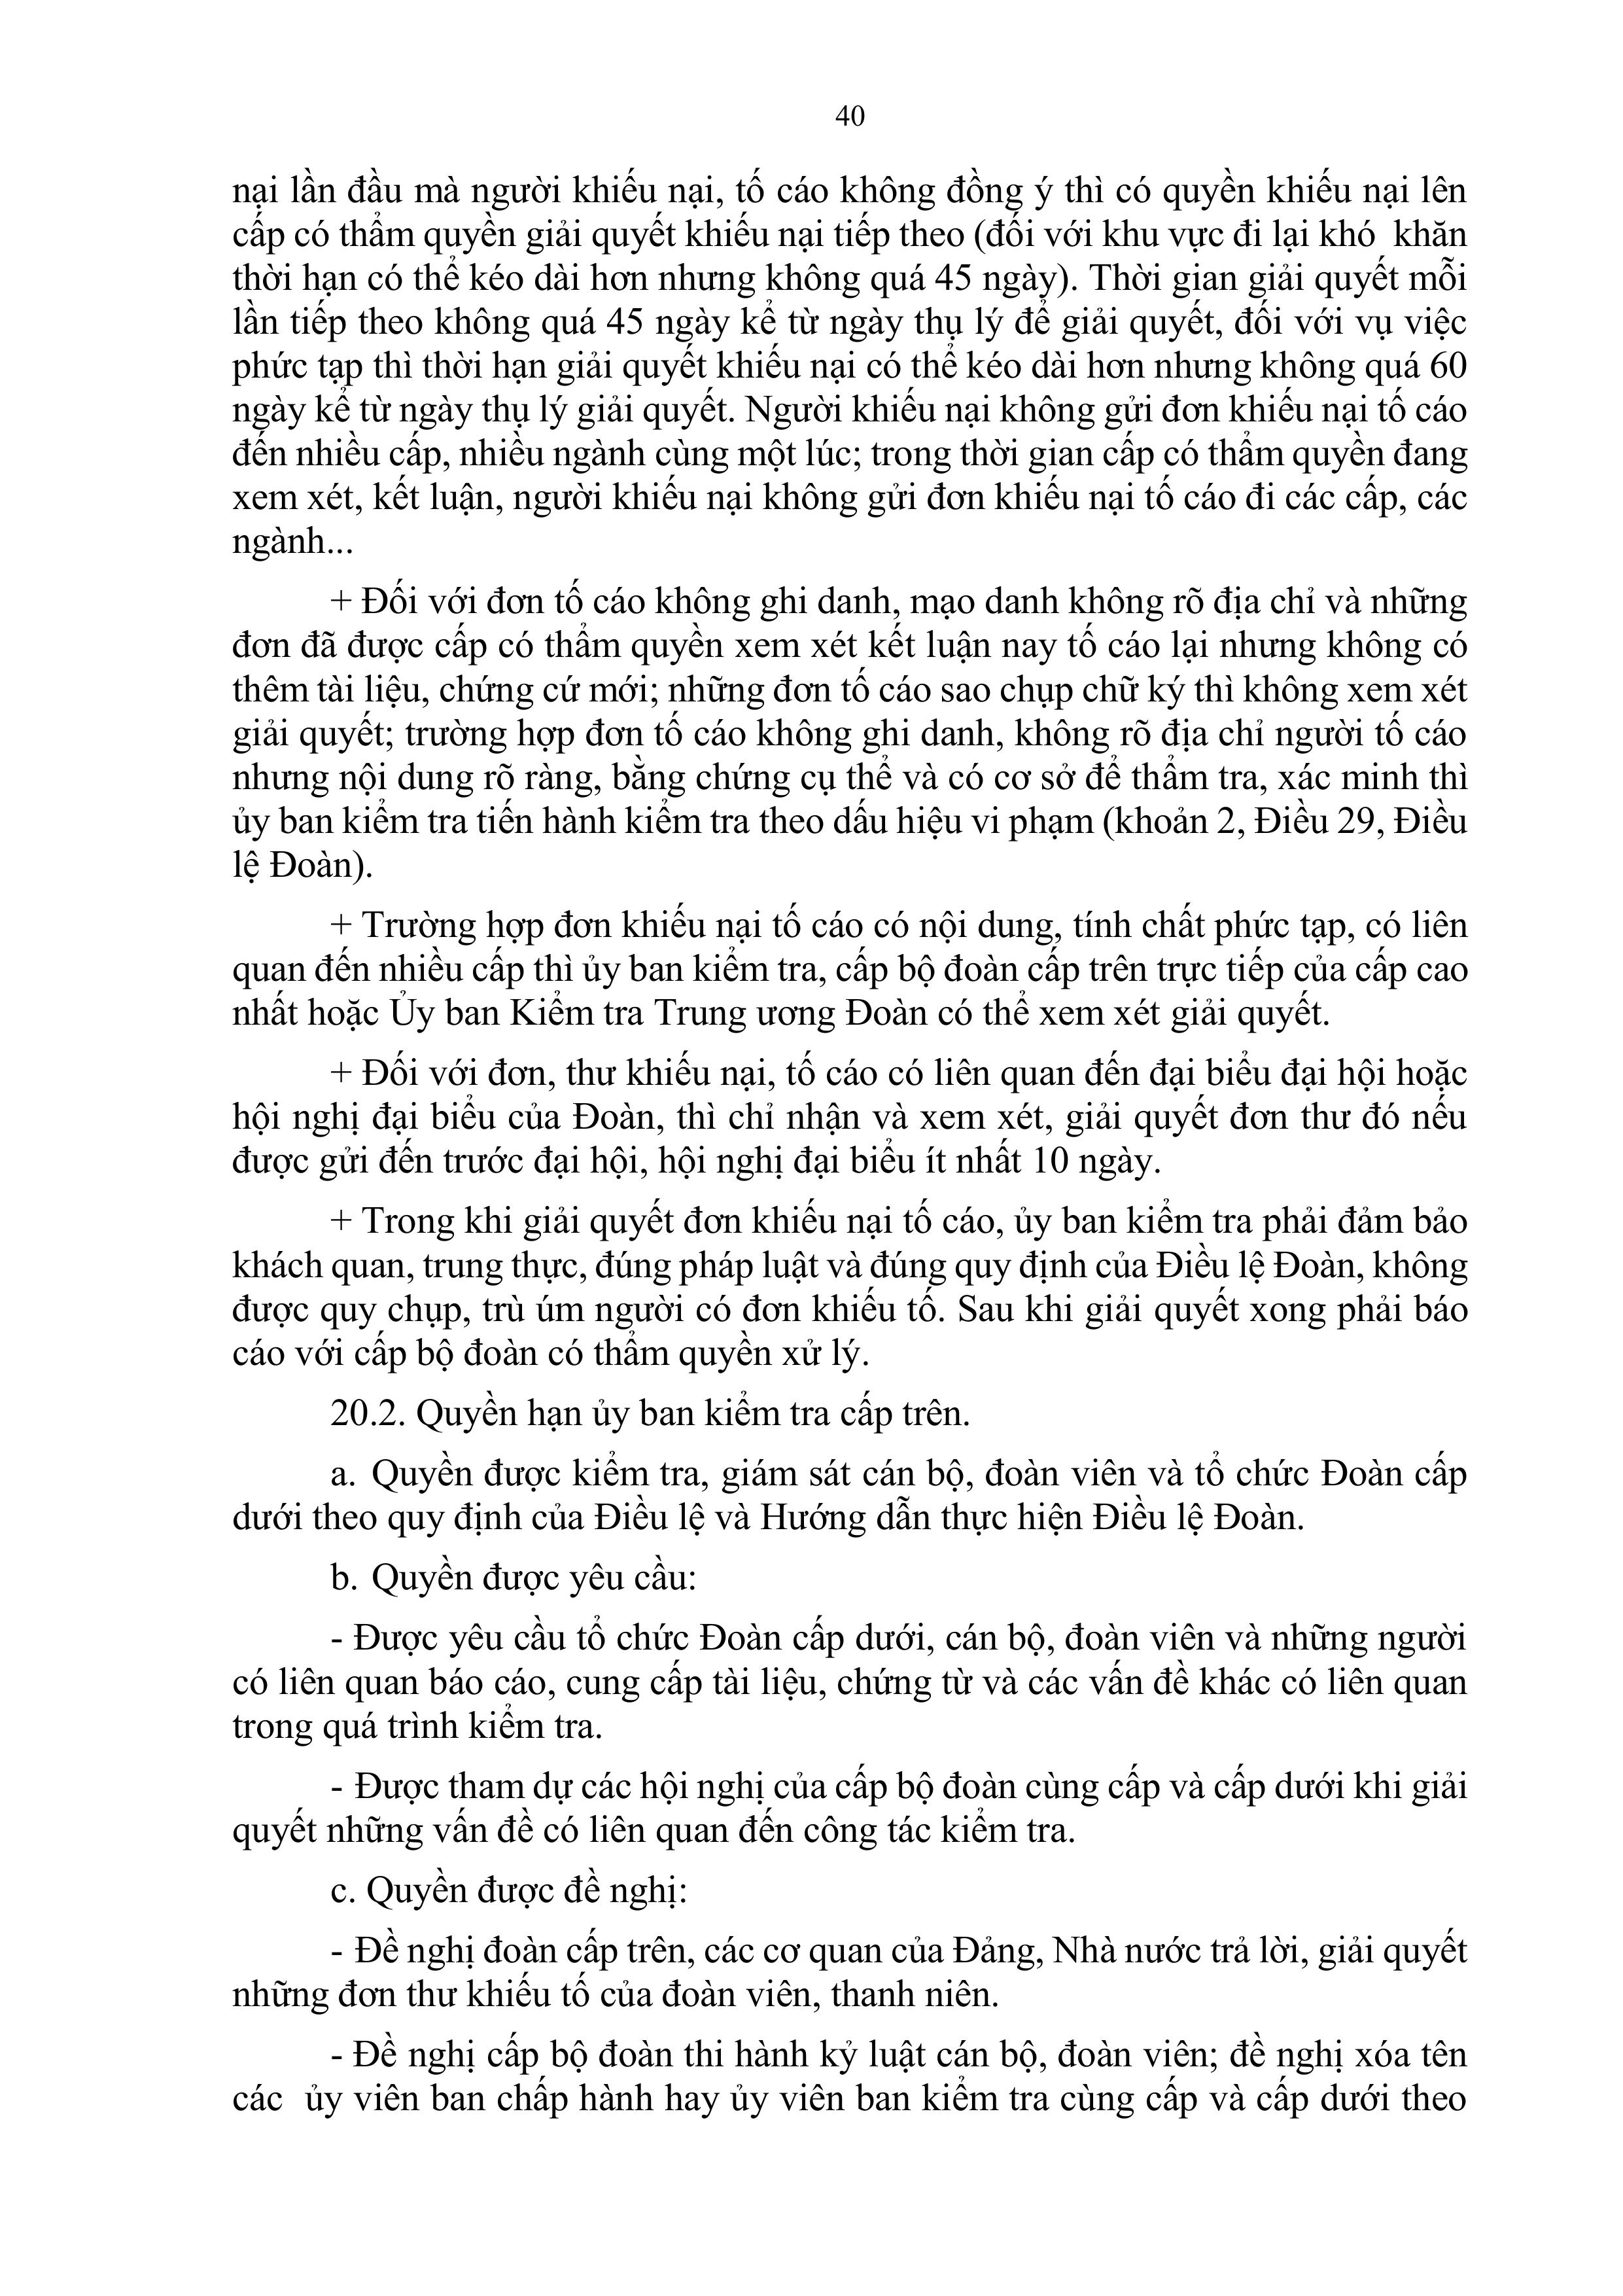 40
nại lần đầu mà người khiếu nại, tố cáo không đồng ý thì có quyền khiếu nại lên
cấp có thẩm quyền giải quyết khiếu nại tiếp theo (đối với khu vực đi lại khó  khăn
thời hạn có thể kéo dài hơn nhưng không quá 45 ngày). Thời gian giải quyết mỗi
lần tiếp theo không quá 45 ngày kể từ ngày thụ lý để giải quyết, đối với vụ việc
phức tạp thì thời hạn giải quyết khiếu nại có thể kéo dài hơn nhưng không quá 60
ngày kể từ ngày thụ lý giải quyết. Người khiếu nại không gửi đơn khiếu nại tố cáo
đến nhiều cấp, nhiều ngành cùng một lúc; trong thời gian cấp có thẩm quyền đang
xem xét, kết luận, người khiếu nại không gửi đơn khiếu nại tố cáo đi các cấp, các
ngành...
+ Đối với đơn tố cáo không ghi danh, mạo danh không rõ địa chỉ và những
đơn đã được cấp có thẩm quyền xem xét kết luận nay tố cáo lại nhưng không có
thêm tài liệu, chứng cứ mới; những đơn tố cáo sao chụp chữ ký thì không xem xét
giải quyết; trường hợp đơn tố cáo không ghi danh, không rõ địa chỉ người tố cáo
nhưng nội dung rõ ràng, bằng chứng cụ thể và có cơ sở để thẩm tra, xác minh thì
ủy ban kiểm tra tiến hành kiểm tra theo dấu hiệu vi phạm (khoản 2, Điều 29, Điều
lệ Đoàn).
+ Trường hợp đơn khiếu nại tố cáo có nội dung, tính chất phức tạp, có liên
quan đến nhiều cấp thì ủy ban kiểm tra, cấp bộ đoàn cấp trên trực tiếp của cấp cao
nhất hoặc Ủy ban Kiểm tra Trung ương Đoàn có thể xem xét giải quyết.
+ Đối với đơn, thư khiếu nại, tố cáo có liên quan đến đại biểu đại hội hoặc
hội nghị đại biểu của Đoàn, thì chỉ nhận và xem xét, giải quyết đơn thư đó nếu
được gửi đến trước đại hội, hội nghị đại biểu ít nhất 10 ngày.
+ Trong khi giải quyết đơn khiếu nại tố cáo, ủy ban kiểm tra phải đảm bảo
khách quan, trung thực, đúng pháp luật và đúng quy định của Điều lệ Đoàn, không
được quy chụp, trù úm người có đơn khiếu tố. Sau khi giải quyết xong phải báo
cáo với cấp bộ đoàn có thẩm quyền xử lý.
20.2. Quyền hạn ủy ban kiểm tra cấp trên.
a. Quyền được kiểm tra, giám sát cán bộ, đoàn viên và tổ chức Đoàn cấp
dưới theo quy định của Điều lệ và Hướng dẫn thực hiện Điều lệ Đoàn.
b. Quyền được yêu cầu:
- Được yêu cầu tổ chức Đoàn cấp dưới, cán bộ, đoàn viên và những người
có liên quan báo cáo, cung cấp tài liệu, chứng từ và các vấn đề khác có liên quan
trong quá trình kiểm tra.
- Được tham dự các hội nghị của cấp bộ đoàn cùng cấp và cấp dưới khi giải
quyết những vấn đề có liên quan đến công tác kiểm tra.
c. Quyền được đề nghị:
- Đề nghị đoàn cấp trên, các cơ quan của Đảng, Nhà nước trả lời, giải quyết
những đơn thư khiếu tố của đoàn viên, thanh niên.
- Đề nghị cấp bộ đoàn thi hành kỷ luật cán bộ, đoàn viên; đề nghị xóa tên
các  ủy viên ban chấp hành hay ủy viên ban kiểm tra cùng cấp và cấp dưới theo